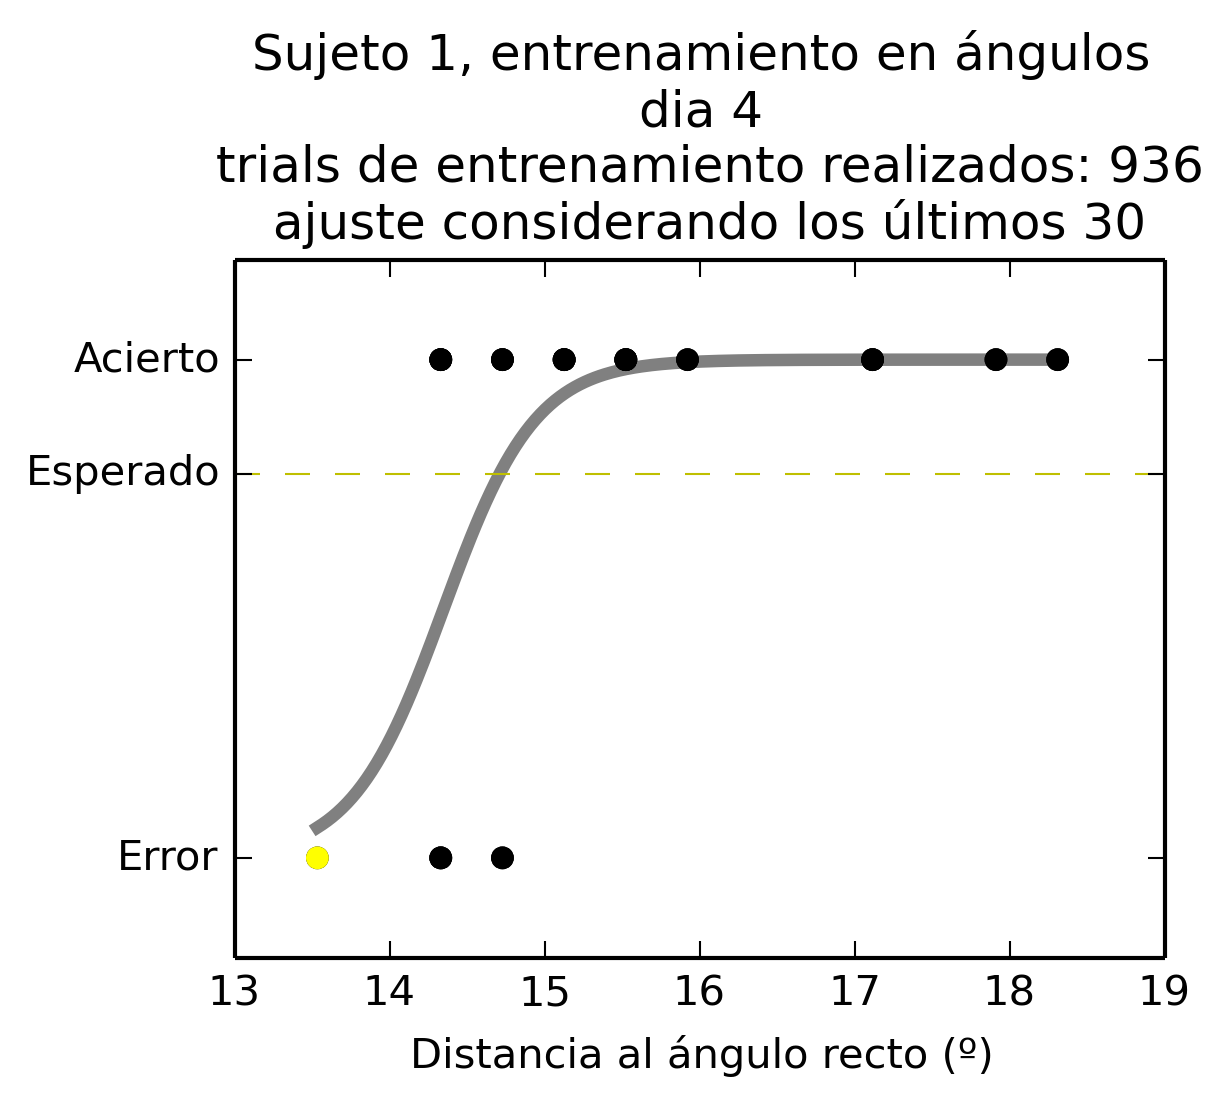 Sujeto 1, entrenamiento en ángulos
dia 4
trials de entrenamiento realizados: 936
ajuste considerando los últimos 30
Acierto
Esperado
Error
13 14 15 16 17 18 19
Distancia al ángulo recto (º)